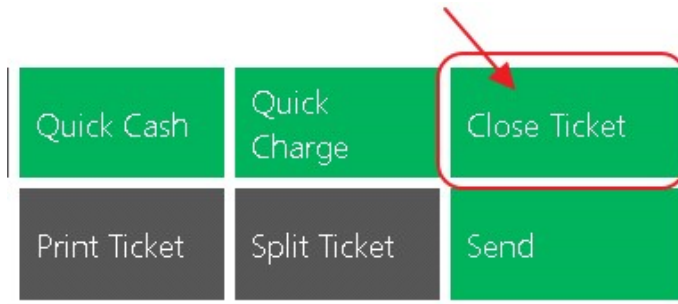 Quick Cash
Quick
Charge
Close Ticket
Print Ticket
Split Ticket
Send